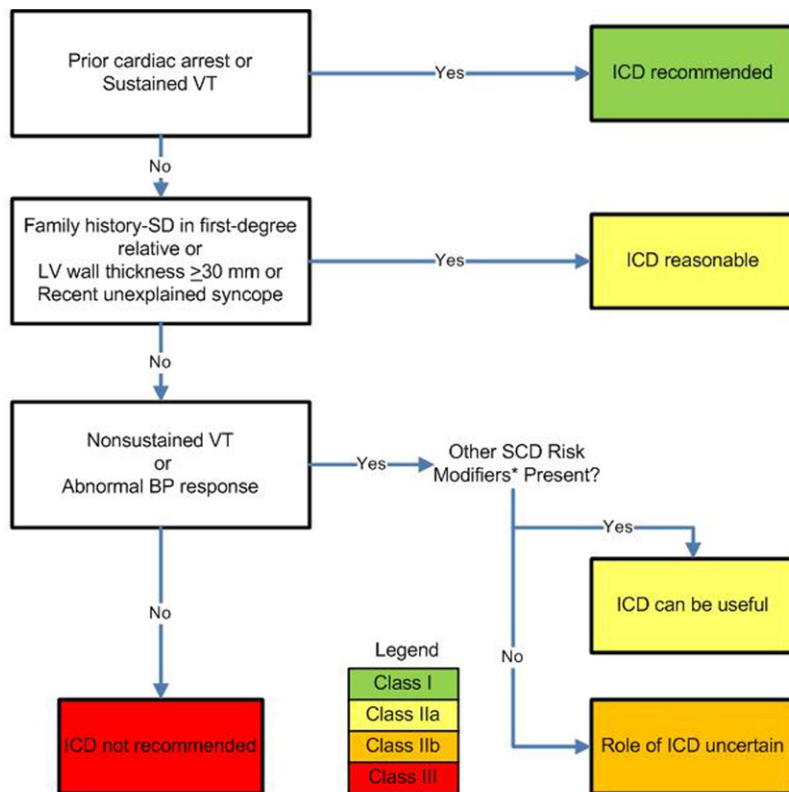 Prior cardiac arrest or
Sustained VT
Yes
ICD recommended
No
Family history-SD in first-degree
relative or
LV wall thickness ≥30 mm or
Recent unexplained syncope
Yes
ICD reasonable
No
Nonsustained VT
or
Abnormal BP response
Yes
Other SCD Risk
Modifiers* Present?
Yes
ICD can be useful
No
No
Legend
Class I
Class IIa
Class IIb
Class III
ICD not recommended
Role of ICD uncertain